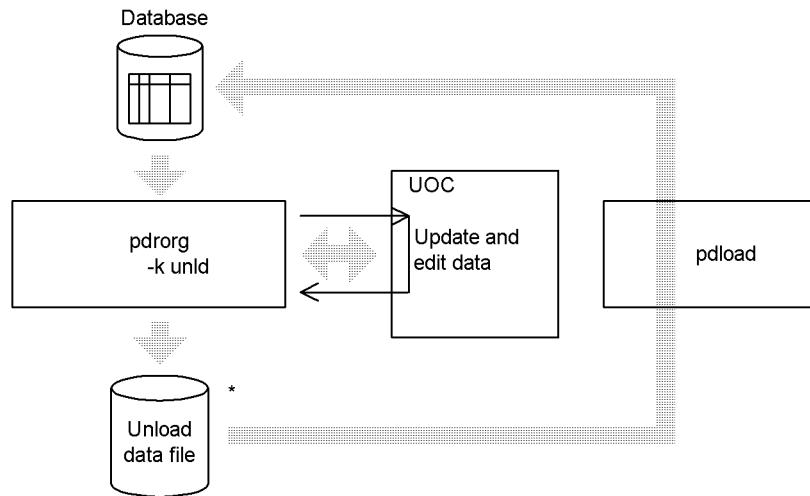 Database
UOC
pdrorg
-k unld
Update and
edit data
pdload
*
Unload
data file